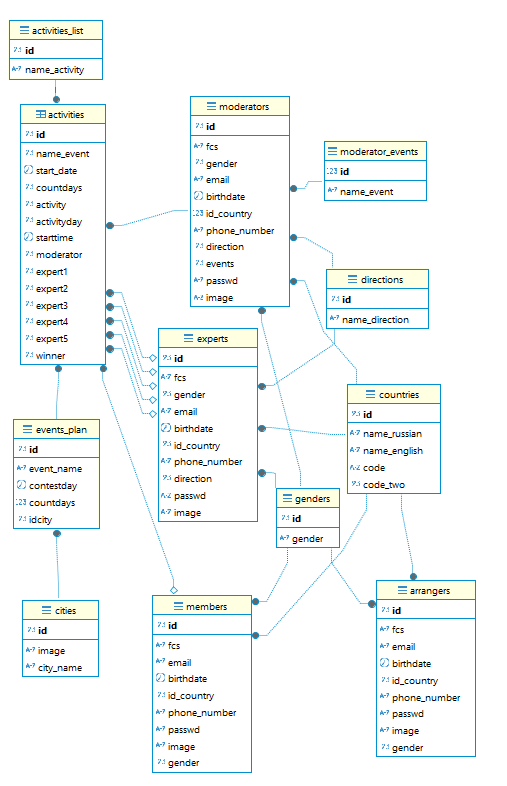 activities_list
id
name_activity
activities
id
name_event
start_date
countdays
activity
activityday
starttime
moderator
expert1
expert2
expert3
expert4
expert5
winner
moderators
id
fcs
gender
email
birthdate
123 id_country
phone_number
direction
events
passwd
image
moderator_events
123 id
name_event
directions
id
name_direction
experts
id
fcs
gender
email
birthdate
id_country
phone_number
direction
passwd
image
countries
id
name_russian
name_english
code
code_two
events_plan
id
event_name
contestday
123 countdays
idcity
genders
id
gender
cities
id
image
city_name
members
id
fcs
email
birthdate
id_country
phone_number
passwd
image
gender
arrangers
id
fcs
email
birthdate
id_country
phone_number
passwd
image
gender